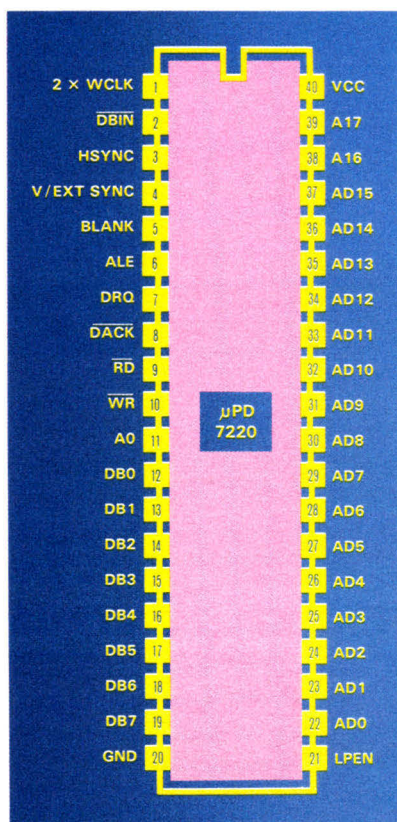 2 × WCLK 1 40 VCC
D̅B̅I̅N̅ 2 39 A17
HSYNC 3 38 A16
V/EXT SYNC 4 37 AD15
BLANK 5 36 AD14
ALE 6 35 AD13
DRQ 7 34 AD12
D̅A̅C̅K̅ 8 33 AD11
R̅D̅ 9 32 AD10
W̅R̅ 10 31 AD9
A0 11 30 AD8
µPD
7220
DB0 12 29 AD7
DB1 13 28 AD6
DB2 14 27 AD5
DB3 15 26 AD4
DB4 16 25 AD3
DB5 17 24 AD2
DB6 18 23 AD1
DB7 19 22 AD0
GND 20 21 LPEN